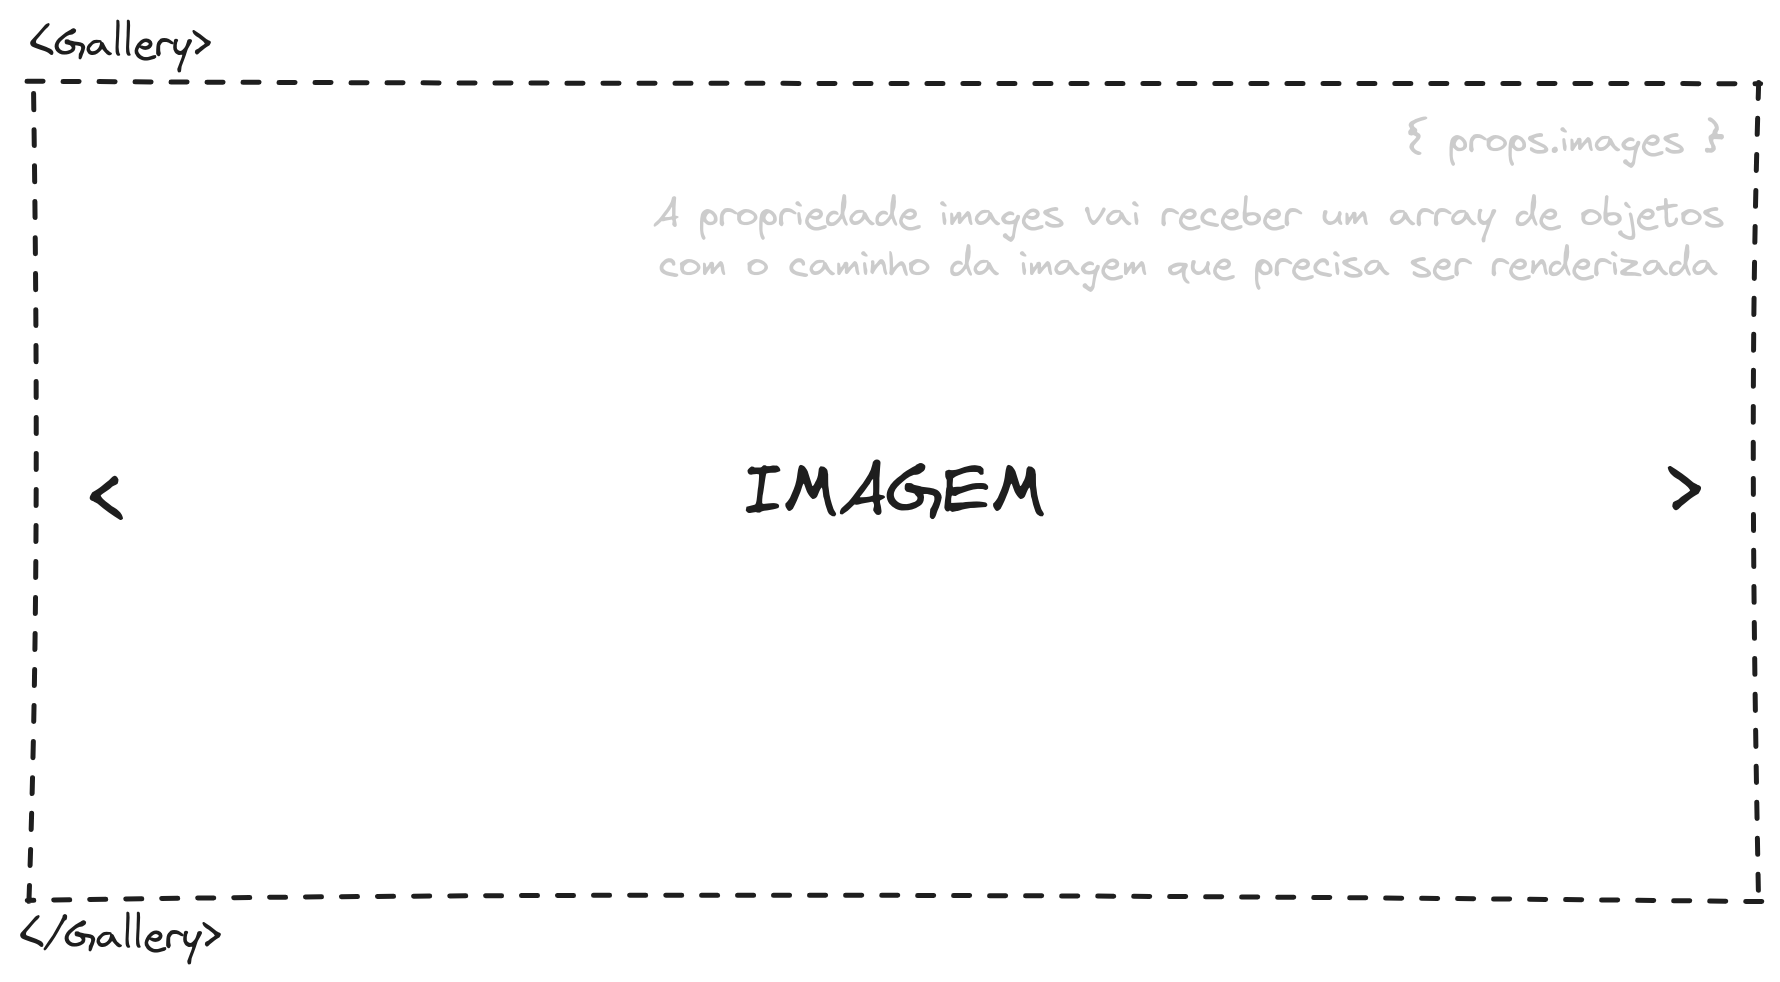 <Gallery>
{ props.images }
A propriedade images vai receber um array de objetos
com o caminho da imagem que precisa ser renderizada
< IMAGEM >
</Gallery>